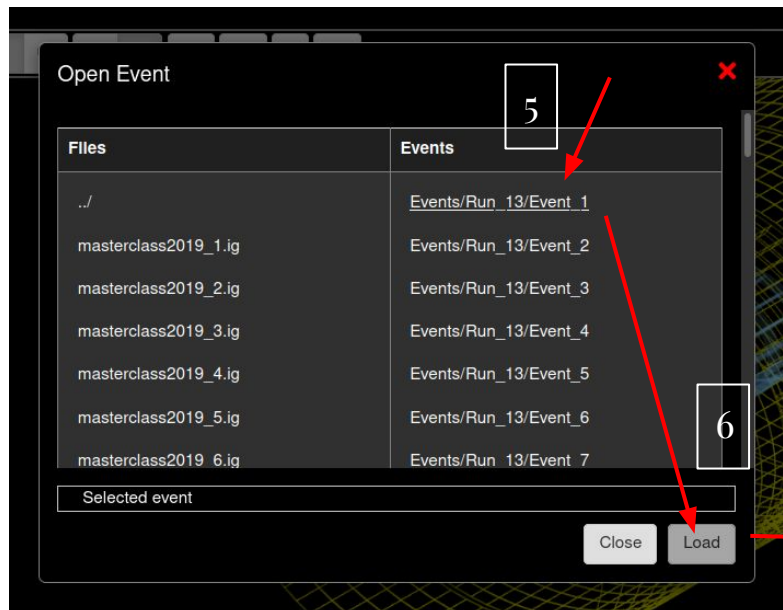 Open Event
5
Files Events
../ Events/Run_13/Event_1
masterclass2019_1.ig Events/Run_13/Event_2
masterclass2019_2.ig Events/Run_13/Event_3
masterclass2019_3.ig Events/Run_13/Event_4
masterclass2019_4.ig Events/Run_13/Event_5
masterclass2019_5.ig Events/Run_13/Event_6
6
masterclass2019_6.ig Events/Run_13/Event_7
Selected event
Close Load